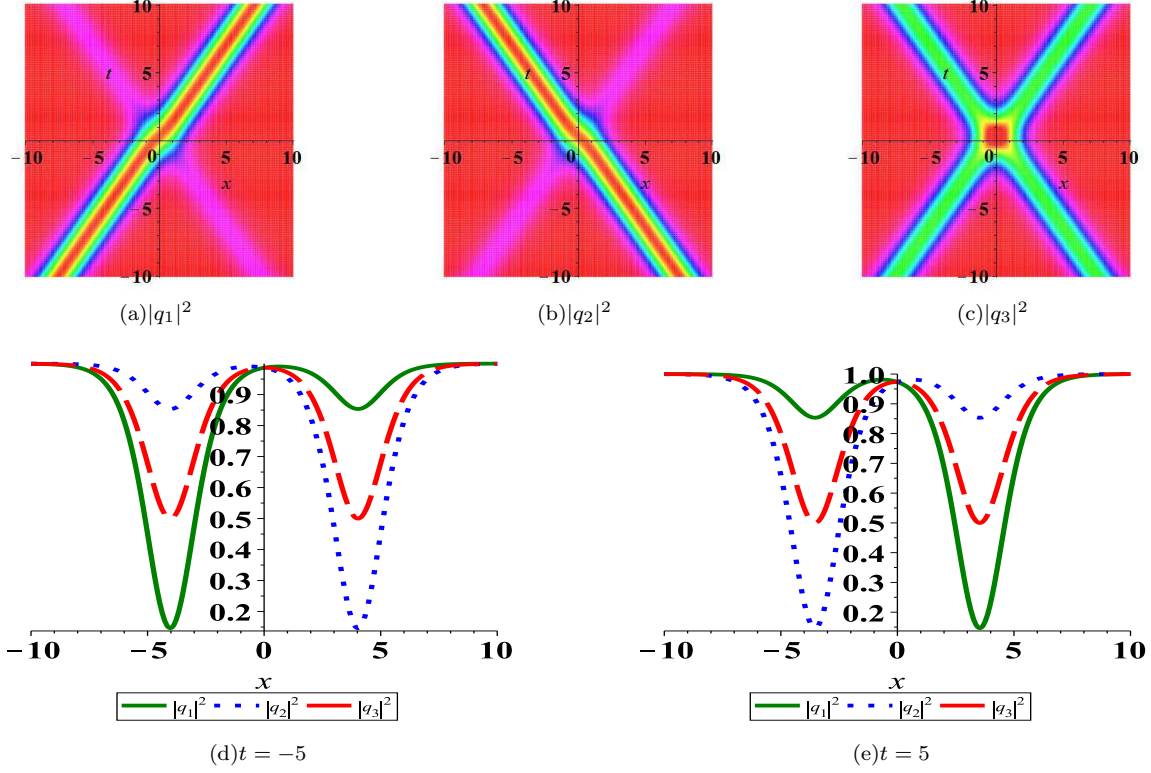 10 10 10
t 5 t 5 t 5
−10 −5 0 5 10 −10 −5 0 5 10 −10 −5 0 5 10
x x x
−5 −5 −5
−10 −10 −10
(a)|q₁|² (b)|q₂|² (c)|q₃|²
0.9
0.8
0.7
0.6
0.5
0.4
0.3
0.2
−10 −5 0 5 10
x
|q₁|² |q₂|² |q₃|²
(d)t = −5
1.0
0.9
0.8
0.7
0.6
0.5
0.4
0.3
0.2
−10 −5 0 5 10
x
|q₁|² |q₂|² |q₃|²
(e)t = 5